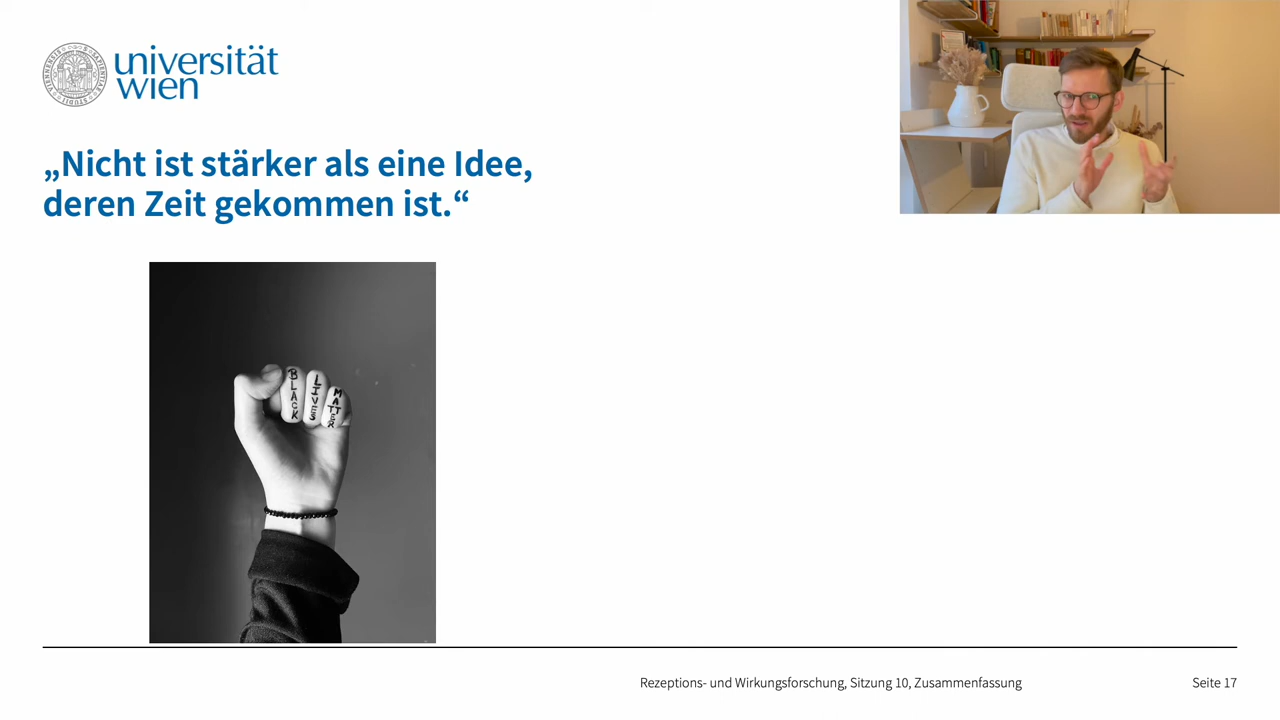 universität
wien
„Nicht ist stärker als eine Idee,
deren Zeit gekommen ist.“
BLACK
LIVES
MATTER
Rezeptions- und Wirkungsforschung, Sitzung 10, Zusammenfassung
Seite 17